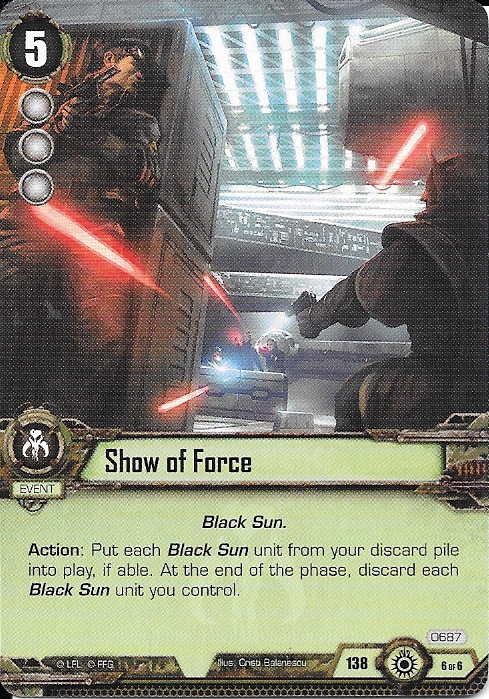 5
Show of Force
EVENT
Black Sun.
Action: Put each Black Sun unit from your discard pile
into play, if able. At the end of the phase, discard each
Black Sun unit you control.
0687
© LFL © FFG
Illus. Cristi Balanescu
138
6 OF 6